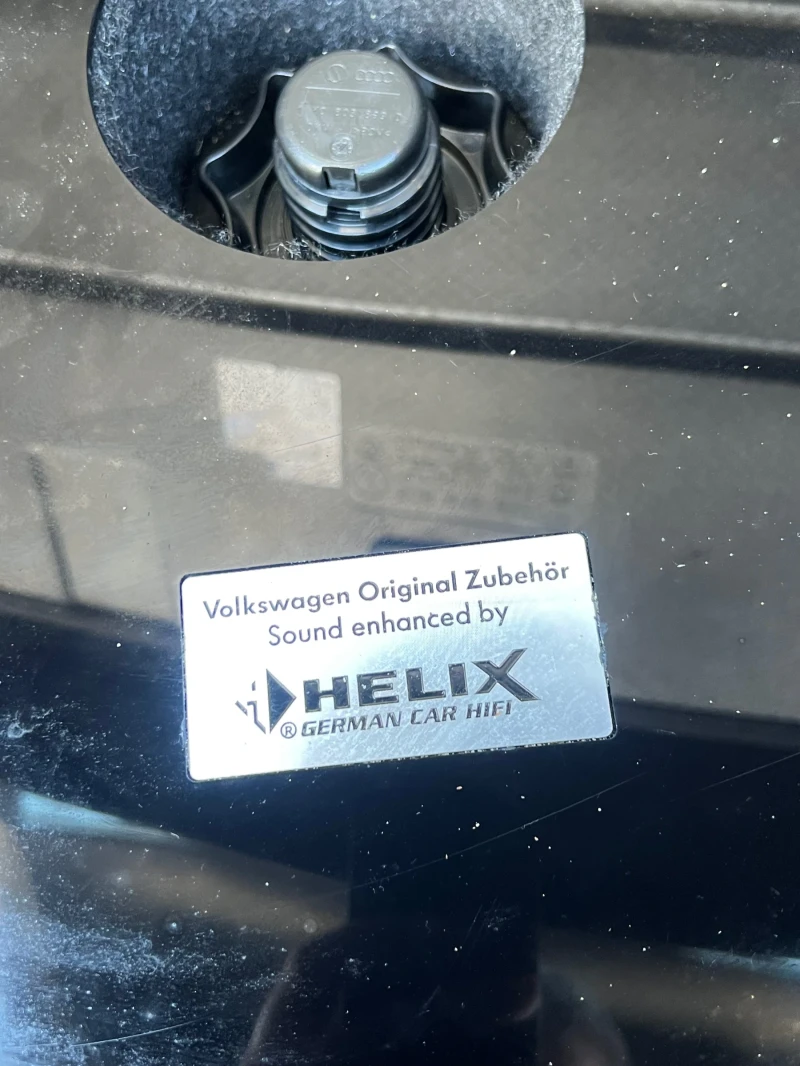 Volkswagen Original Zubehör
Sound enhanced by
HELIX
® GERMAN CAR HIFI